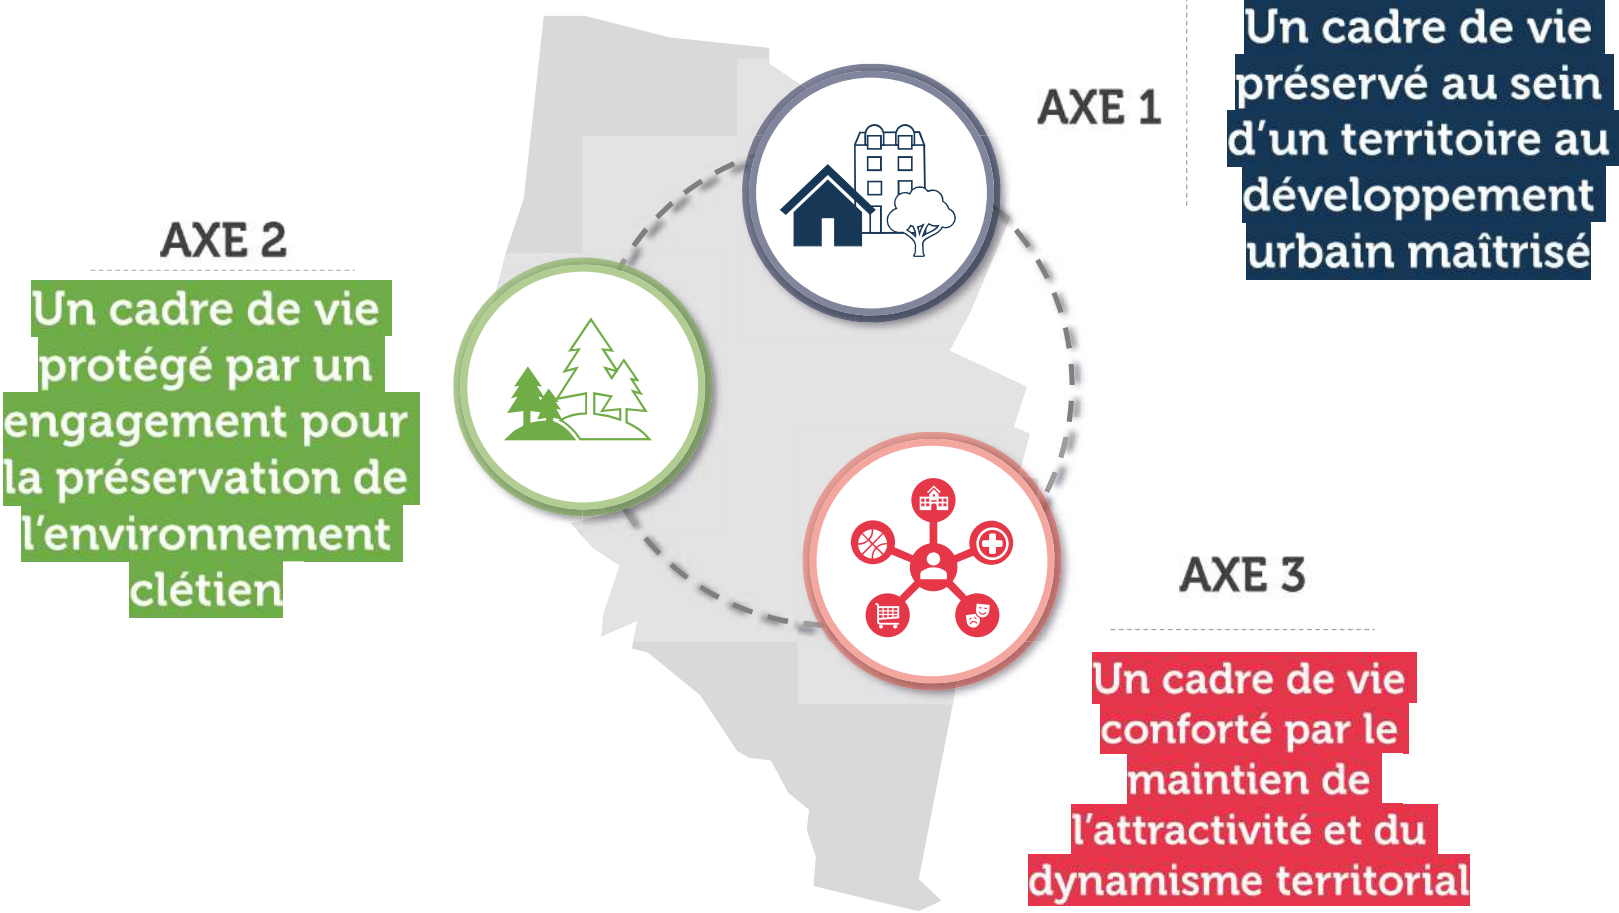 AXE 1
Un cadre de vie
préservé au sein
d’un territoire au
développement
urbain maîtrisé
AXE 2
Un cadre de vie
protégé par un
engagement pour
la préservation de
l’environnement
clétien
AXE 3
Un cadre de vie
conforté par le
maintien de
l’attractivité et du
dynamisme territorial